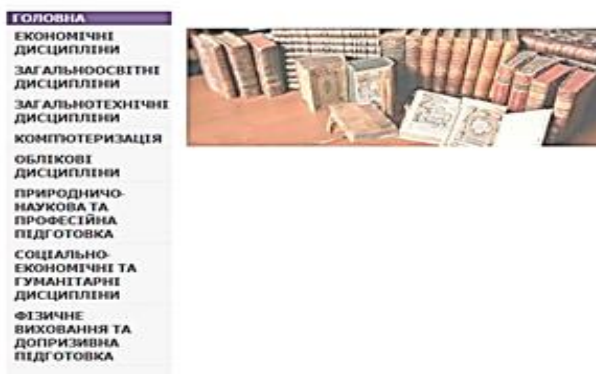 ГОЛОВНА
ЕКОНОМІЧНІ
ДИСЦИПЛІНИ
ЗАГАЛЬНООСВІТНІ
ДИСЦИПЛІНИ
ЗАГАЛЬНОТЕХНІЧНІ
ДИСЦИПЛІНИ
КОМП'ЮТЕРИЗАЦІЯ
ОБЛІКОВІ
ДИСЦИПЛІНИ
ПРИРОДНИЧО-
НАУКОВА ТА
ПРОФЕСІЙНА
ПІДГОТОВКА
СОЦІАЛЬНО-
ЕКОНОМІЧНІ ТА
ГУМАНІТАРНІ
ДИСЦИПЛІНИ
ФІЗИЧНЕ
ВИХОВАННЯ ТА
ДОПРИЗИВНА
ПІДГОТОВКА